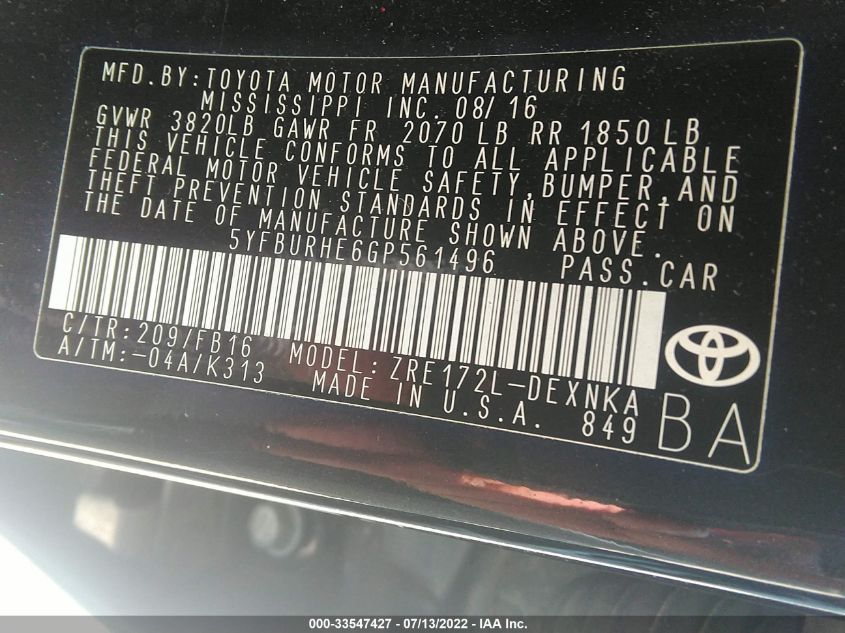 MFD.BY:TOYOTA MOTOR MANUFACTURING
MISSISSIPPI INC. 08/16
GVWR 3820LB GAWR FR 2070 LB RR 1850 LB
THIS VEHICLE CONFORMS TO ALL APPLICABLE
FEDERAL MOTOR VEHICLE SAFETY,BUMPER,AND
THEFT PREVENTION STANDARDS IN EFFECT ON
THE DATE OF MANUFACTURE SHOWN ABOVE.
5YFBURHE6GP561496 PASS.CAR
C/TR:209/FB16 MODEL:ZRE172L-DEXNKA
A/TM:-04A/K313 MADE IN U.S.A. 849
BA
000-33547427 - 07/13/2022 - IAA Inc.